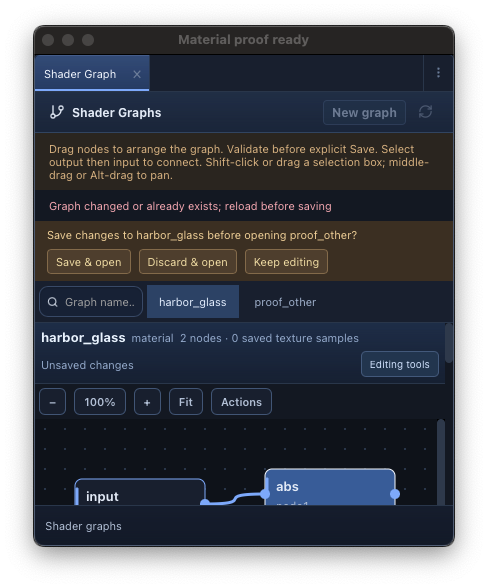 Material proof ready
Shader Graph ×
Shader Graphs
New graph
Drag nodes to arrange the graph. Validate before explicit Save. Select
output then input to connect. Shift-click or drag a selection box; middle-
drag or Alt-drag to pan.
Graph changed or already exists; reload before saving
Save changes to harbor_glass before opening proof_other?
Save & open
Discard & open
Keep editing
Graph name..
harbor_glass
proof_other
harbor_glass material 2 nodes · 0 saved texture samples
Unsaved changes
Editing tools
−
100%
+
Fit
Actions
input
abs
Shader graphs